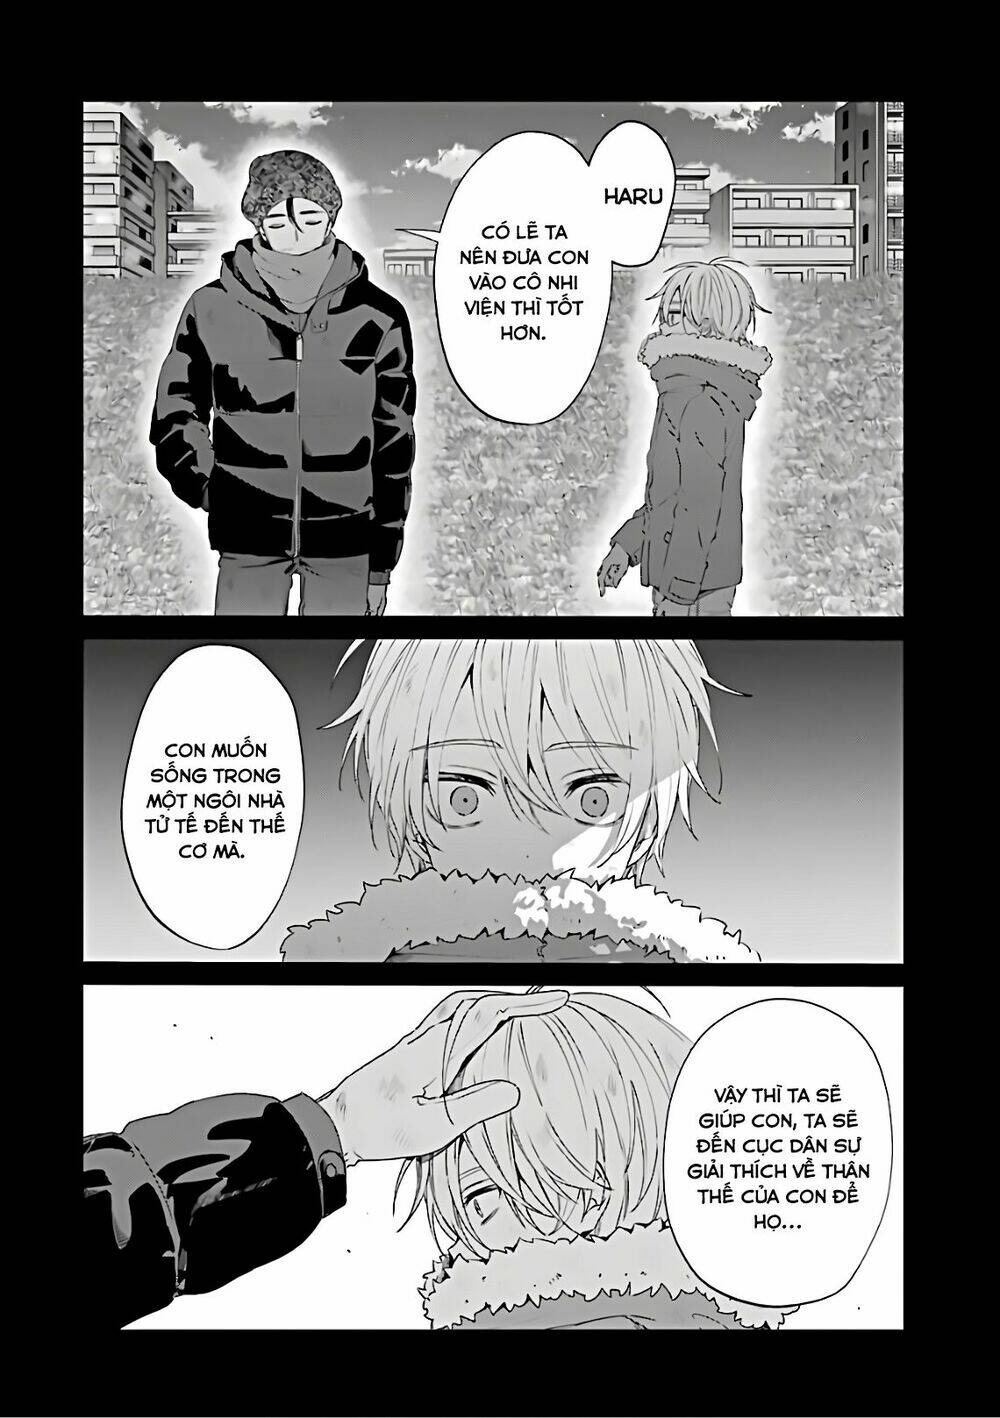 HARU
CÓ LẼ TA
NÊN ĐƯA CON
VÀO CÔ NHI
VIỆN THÌ TỐT
HƠN.
CON MUỐN
SỐNG TRONG
MỘT NGÔI NHÀ
TỬ TẾ ĐẾN THẾ
CƠ MÀ.
VẬY THÌ TA SẼ
GIÚP CON, TA SẼ
ĐẾN CỤC DÂN SỰ
GIẢI THÍCH VỀ THÂN
THẾ CỦA CON ĐỂ
HỌ...